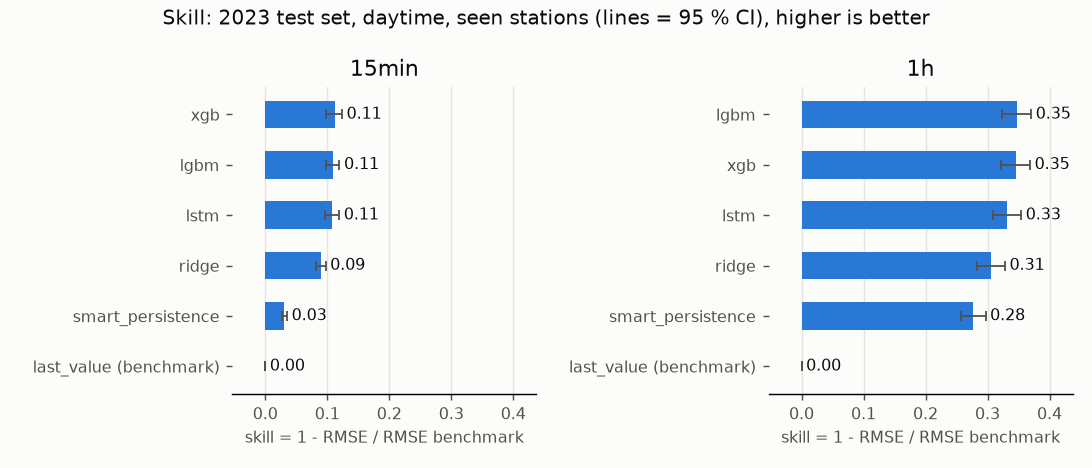 Skill: 2023 test set, daytime, seen stations (lines = 95 % CI), higher is better
15min
xgb
0.11
lgbm
0.11
lstm
0.11
ridge
0.09
smart_persistence
0.03
last_value (benchmark)
0.00
0.0 0.1 0.2 0.3 0.4
skill = 1 - RMSE / RMSE benchmark
1h
lgbm
0.35
xgb
0.35
lstm
0.33
ridge
0.31
smart_persistence
0.28
last_value (benchmark)
0.00
0.0 0.1 0.2 0.3 0.4
skill = 1 - RMSE / RMSE benchmark